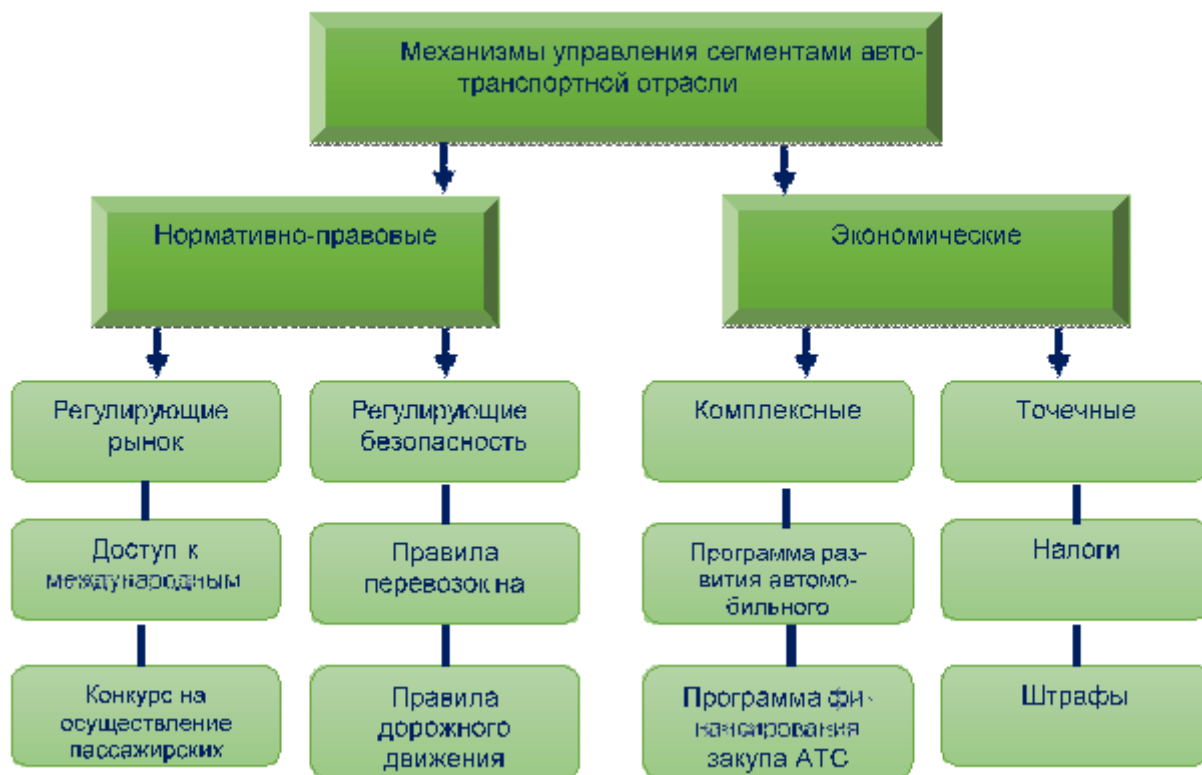 Механизмы управления сегментами авто-
транспортной отрасли
Нормативно-правовые
Экономические
Регулирующие
рынок
Регулирующие
безопасность
Комплексные
Точечные
Доступ к
международным
Правила
перевозок на
Программа раз-
вития автомо-
бильного
Налоги
Конкурс на
осуществление
пассажирских
Правила
дорожного
движения
Программа фи-
нансирования
закупа АТС
Штрафы